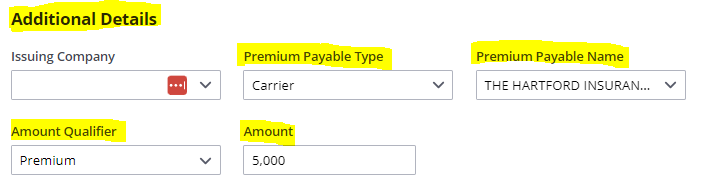 Additional Details
Issuing Company Premium Payable Type Premium Payable Name
Carrier THE HARTFORD INSURAN...
Amount Qualifier Amount
Premium 5,000